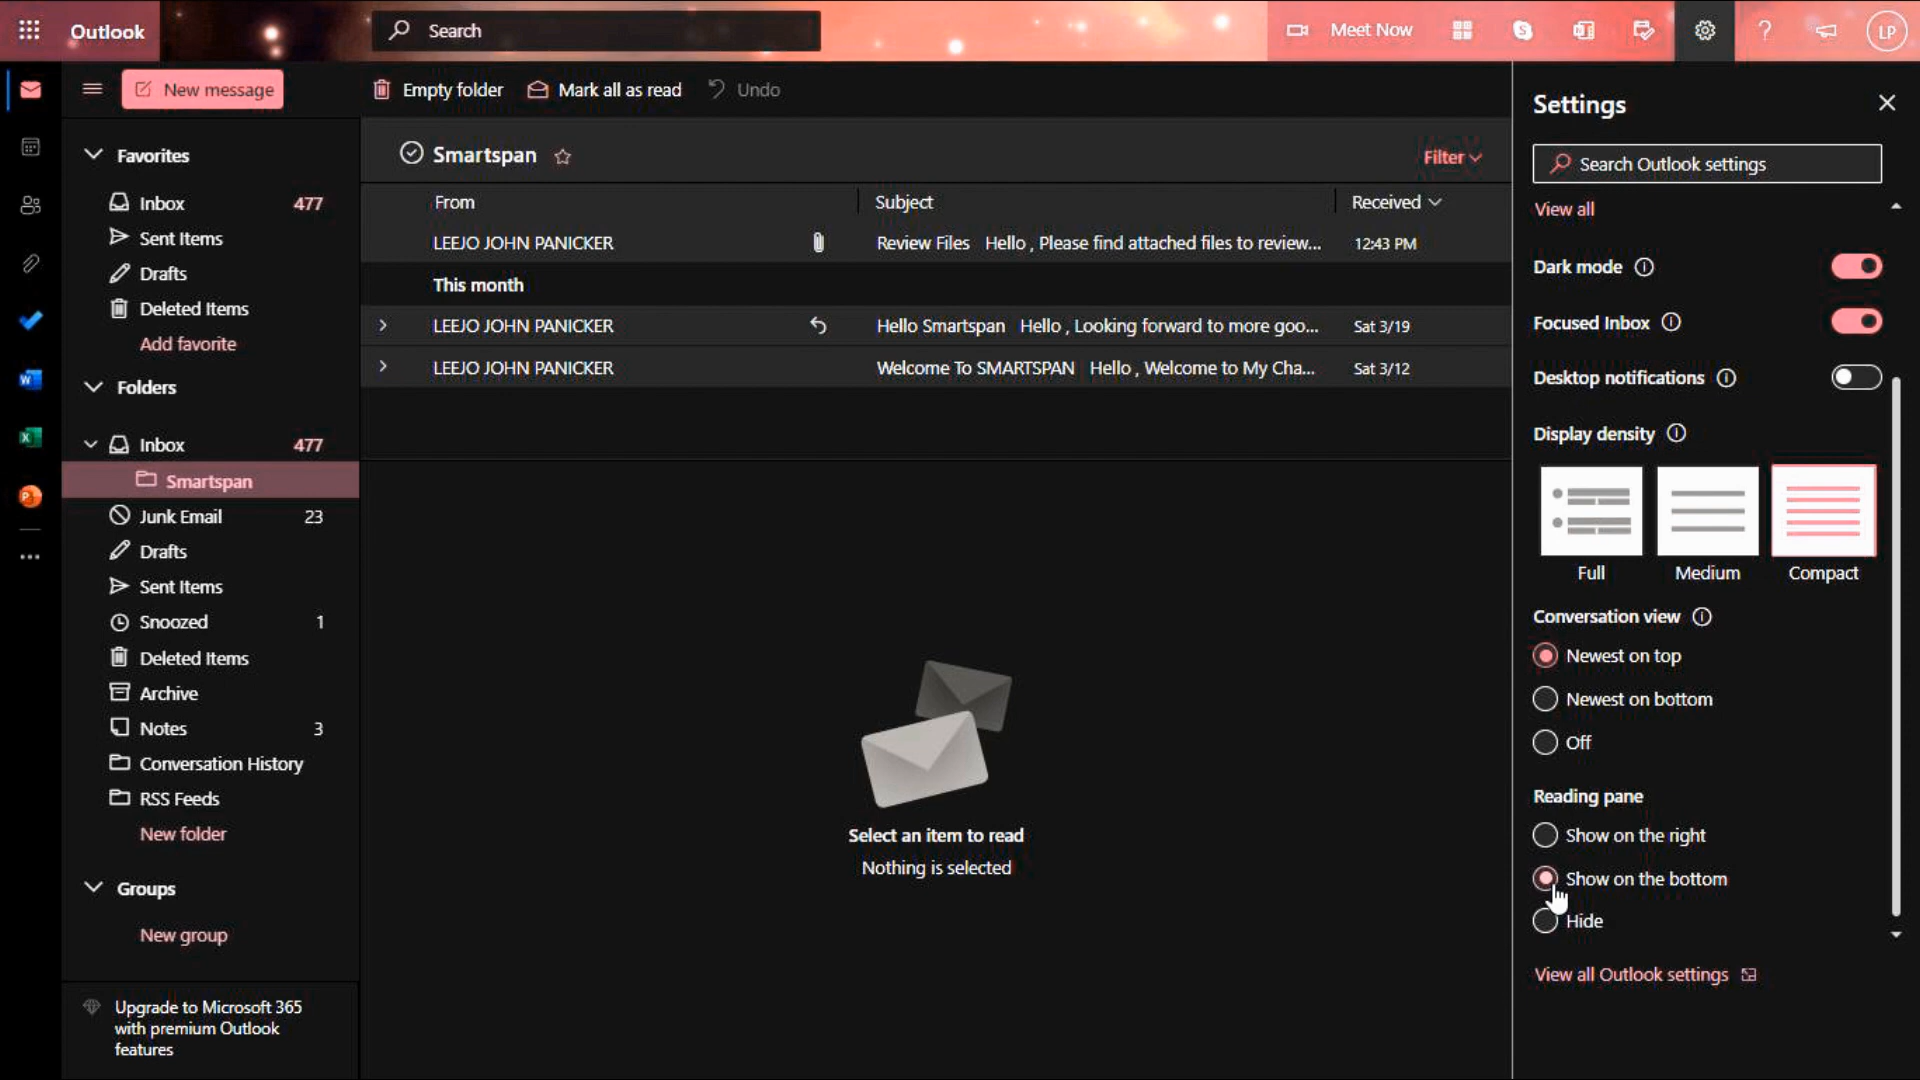 Outlook
Search
Meet Now
LP
New message
Empty folder
Mark all as read
Undo
Favorites
Inbox 477
Sent Items
Drafts
Deleted Items
Add favorite
Folders
Inbox 477
Smartspan
Junk Email 23
Drafts
Sent Items
Snoozed 1
Deleted Items
Archive
Notes 3
Conversation History
RSS Feeds
New folder
Groups
New group
Upgrade to Microsoft 365
with premium Outlook
features
Smartspan
Filter
From Subject Received
LEEJO JOHN PANICKER Review Files Hello , Please find attached files to review... 12:43 PM
This month
LEEJO JOHN PANICKER Hello Smartspan Hello , Looking forward to more goo... Sat 3/19
LEEJO JOHN PANICKER Welcome To SMARTSPAN Hello , Welcome to My Cha... Sat 3/12
Select an item to read
Nothing is selected
Settings
Search Outlook settings
View all
Dark mode
Focused Inbox
Desktop notifications
Display density
Full Medium Compact
Conversation view
Newest on top
Newest on bottom
Off
Reading pane
Show on the right
Show on the bottom
Hide
View all Outlook settings